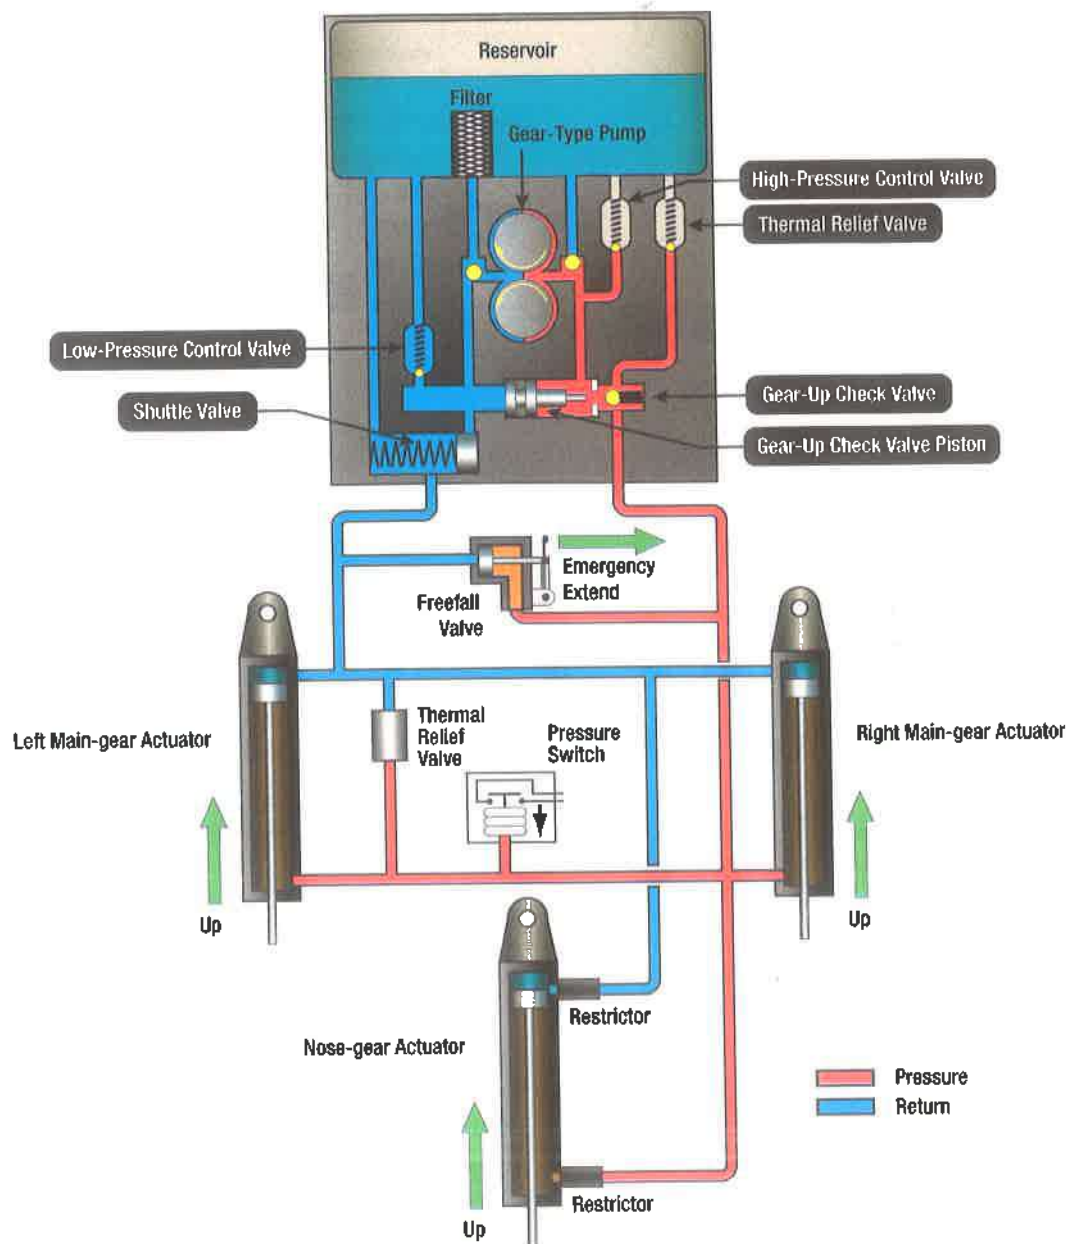 Reservoir
Filter
Gear-Type Pump
High-Pressure Control Valve
Thermal Relief Valve
Low-Pressure Control Valve
Shuttle Valve
Gear-Up Check Valve
Gear-Up Check Valve Piston
Emergency
Extend
Freefall
Valve
Left Main-gear Actuator
Thermal
Relief
Valve
Pressure
Switch
Right Main-gear Actuator
Up
Up
Restrictor
Nose-gear Actuator
Pressure
Return
Restrictor
Up